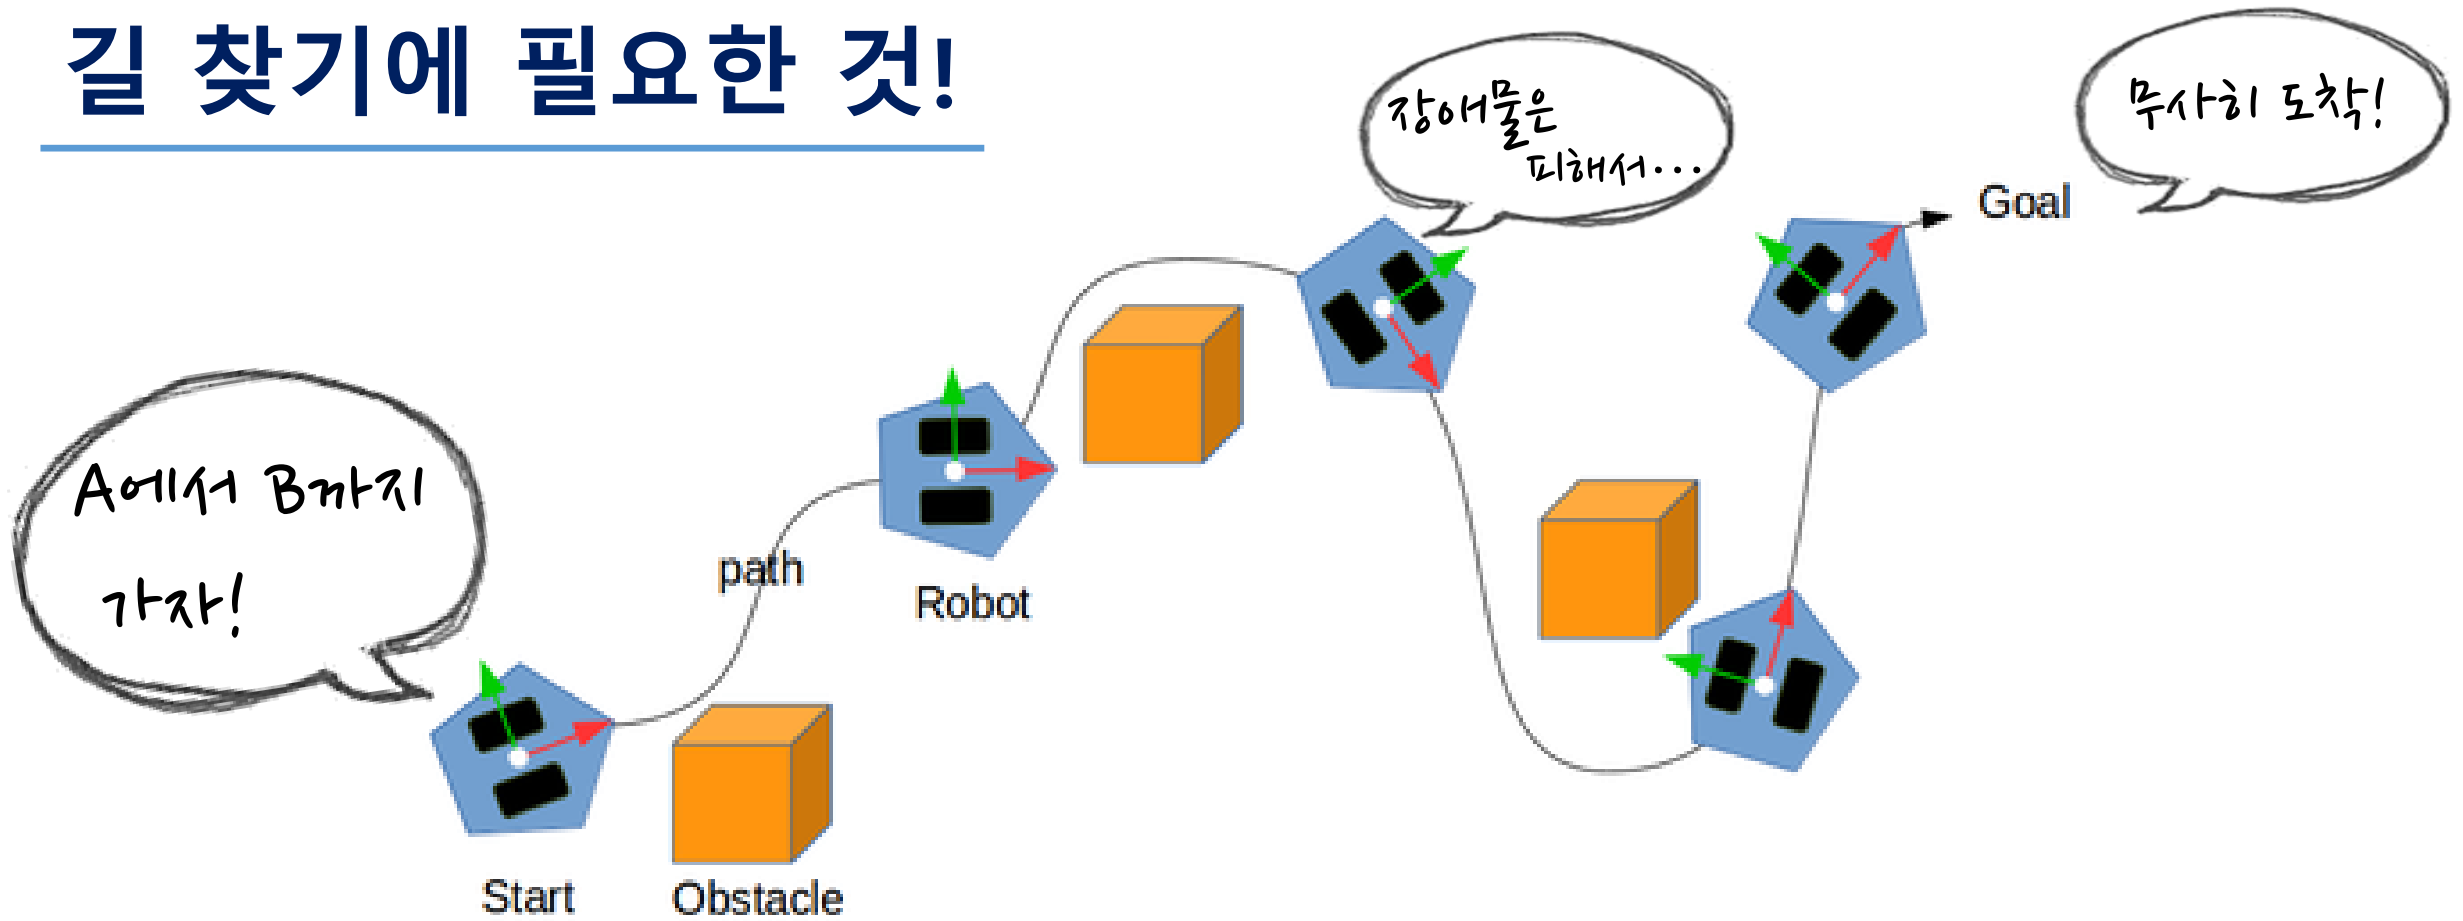 길 찾기에 필요한 것!
장애물은
피해서...
무사히 도착!
Goal
A에서 B까지
가자!
path
Robot
Start
Obstacle